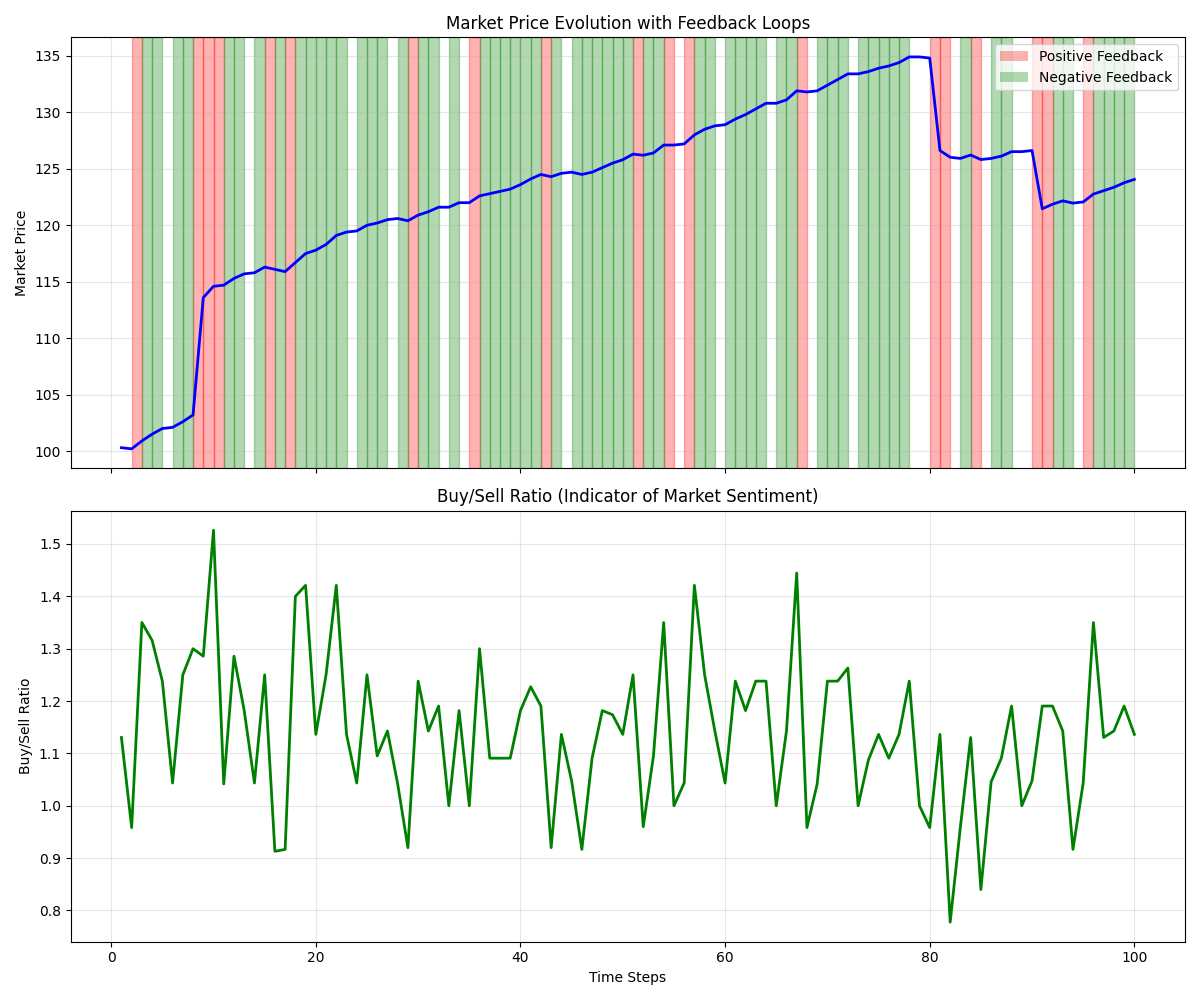 Market Price Evolution with Feedback Loops
Positive Feedback
Negative Feedback
Market Price
135
130
125
120
115
110
105
100
Buy/Sell Ratio (Indicator of Market Sentiment)
Buy/Sell Ratio
1.5
1.4
1.3
1.2
1.1
1.0
0.9
0.8
0 20 40 60 80 100
Time Steps